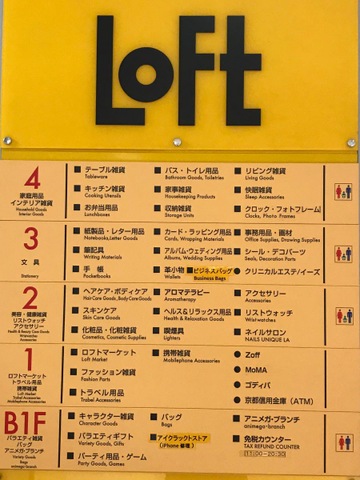 LoFt
4
家庭用品
インテリア雑貨
Household Goods
Interior Goods
■ テーブル雑貨
Tableware
■ キッチン雑貨
Cooking Utensils
■ お弁当用品
Lunchboxes
■ バス・トイレ用品
Bathroom Goods, Toiletries
■ 家事雑貨
Housekeeping Products
■ 収納雑貨
Storage Units
■ リビング雑貨
Living Goods
■ 快眠雑貨
Sleep Accessories
■ クロック・フォトフレーム
Clocks, Photo Frames
3
文具
Stationery
■ 紙製品・レター用品
Notebooks, Letter Goods
■ 筆記具
Writing Materials
■ 手帳
Pocketbooks
■ カード・ラッピング用品
Cards, Wrapping Materials
■ アルバム・ウェディング用品
Albums, Wedding Supplies
■ 革小物
Wallets
■ビジネスバッグ
Business Bags
■ 事務用品・画材
Office Supplies, Drawing Supplies
■ シール・デコパーツ
Seals, Decoration Parts
● クリニカルエステ/イーズ
2
美容・健康雑貨
リストウォッチ
アクセサリー
Health & Beauty Care Goods
Wristwatches
Accessories
■ ヘアケア・ボディケア
Hair Care Goods, Body Care Goods
■ スキンケア
Skin Care Goods
■ 化粧品・化粧雑貨
Cosmetics, Cosmetic Supplies
■ アロマテラピー
Aromatherapy
■ ヘルス&リラックス用品
Health & Relaxation Goods
■ 喫煙具
Lighters
■ アクセサリー
Accessories
■ リストウォッチ
Wristwatches
■ ネイルサロン
NAILS UNIQUE LA
1
ロフトマーケット
トラベル用品
携帯雑貨
Loft Market
Travel Accessories
Mobilephone Accessories
■ ロフトマーケット
Loft Market
■ ファッション雑貨
Fashion Parts
■ トラベル用品
Travel Accessories
■ 携帯雑貨
Mobilephone Accessories
● Zoff
● MoMA
● ゴディバ
● 京都信用金庫(ATM)
B1F
バラエティ雑貨
バッグ
アニメガ・ブランチ
Variety Goods
Bags
animega・branch
■ キャラクター雑貨
Character Goods
■ バラエティギフト
Variety Goods, Gifts
■ パーティ用品・ゲーム
Party Goods, Games
■ バッグ
Bags
■アイクラックトストア
(iPhone 修理)
■ アニメガ・ブランチ
animega・branch
■ 免税カウンター
TAX REFUND COUNTER
[11:00-20:30]